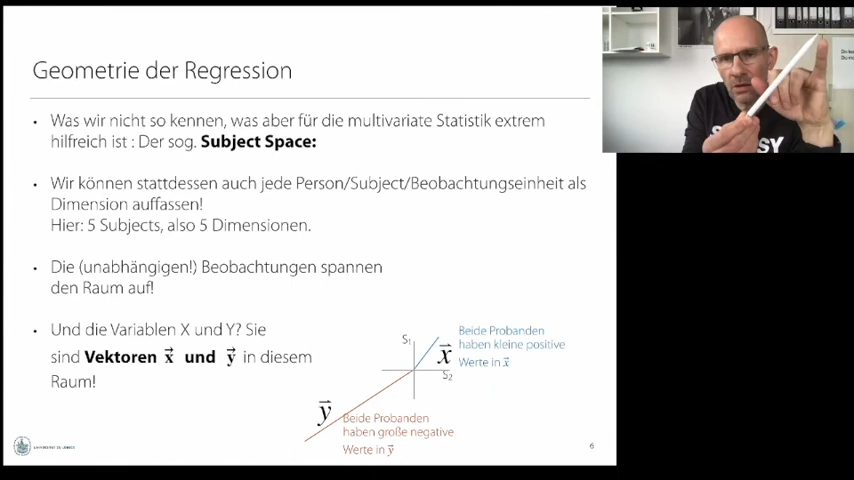 Geometrie der Regression
• Was wir nicht so kennen, was aber für die multivariate Statistik extrem
hilfreich ist : Der sog. Subject Space:
• Wir können stattdessen auch jede Person/Subject/Beobachtungseinheit als
Dimension auffassen!
Hier: 5 Subjects, also 5 Dimensionen.
• Die (unabhängigen!) Beobachtungen spannen
den Raum auf!
• Und die Variablen X und Y? Sie
sind Vektoren x⃗ und y⃗ in diesem
Raum!
S1
x⃗
S2
Beide Probanden
haben kleine positive
Werte in x⃗
y⃗
Beide Probanden
haben große negative
Werte in y⃗
6